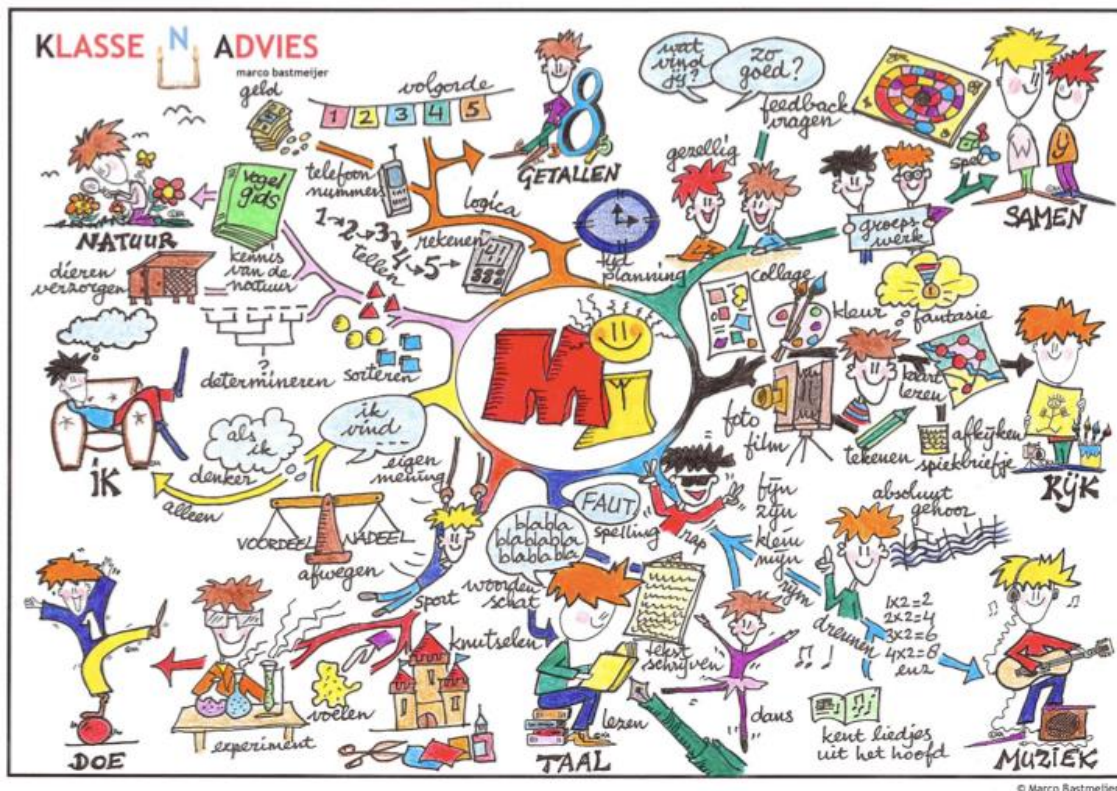 KLASSE N ADVIES
marco bastmeijer
geld
volgorde
1 2 3 4 5
telefoon
nummers
logica
1→2→3→4→5→
tellen
rekenen
8
GETALLEN
tijd
planning
wat
vind
jij?
zo
goed?
feedback
vragen
gezellig
groeps
werk
spel
W Y
SAMEN
vogel
gids
NATUUR
kennis
van de
natuur
dieren
verzorgen
?
determineren
sorteren
Mi
collage
kleur
fantasie
kaart
lezen
foto
film
tekenen
afkijken
spiekbriefje
KIJK
ik
vind
eigen
mening
als
ik
denker
alleen
IK
VOORDEEL NADEEL
afwegen
sport
1
DOE
experiment
voelen
knutselen
blabla
blablabla
blablabla
FAUT
spelling
woorden
schat
tekst
schrijven
lezen
TAAL
rap
fijn
zijn
klein
mijn
rijm
absoluut
gehoor
dreunen
1x2=2
2x2=4
3x2=6
4x2=8
enz
dans
kent liedjes
uit het hoofd
MUZIEK
© Marco Bastmeijer